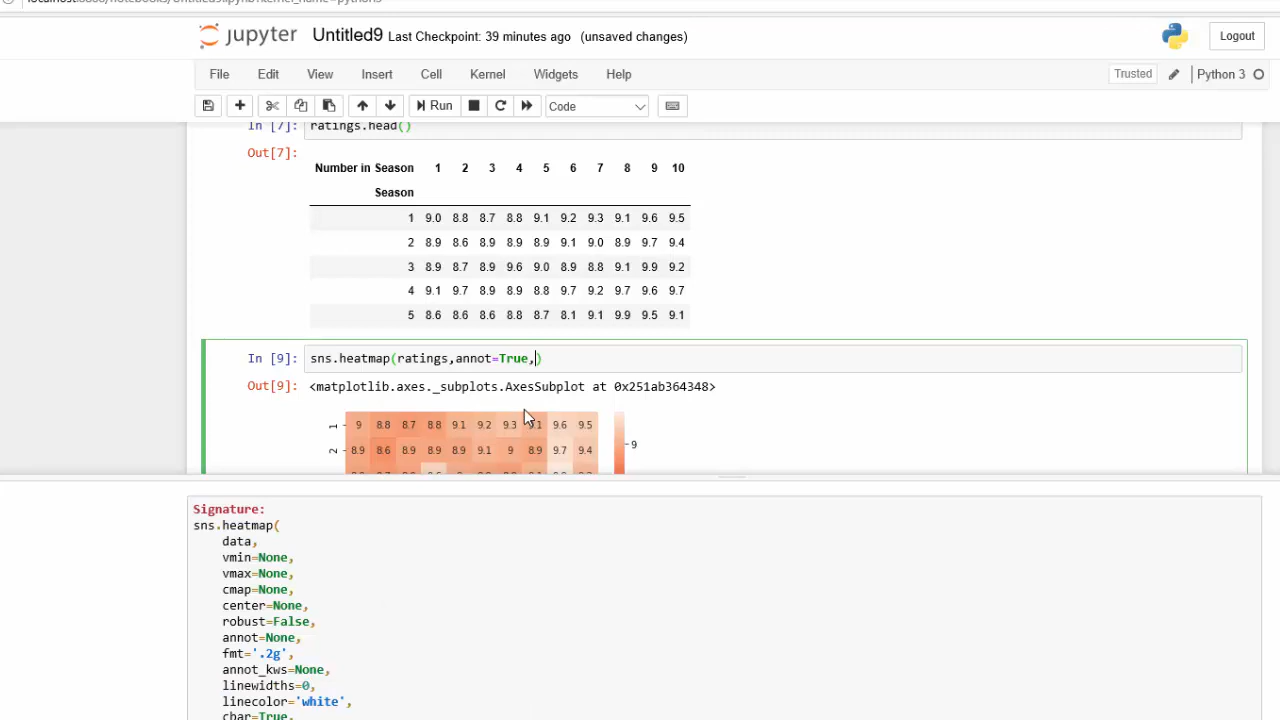 jupyter Untitled9 Last Checkpoint: 39 minutes ago (unsaved changes) Logout
File Edit View Insert Cell Kernel Widgets Help Trusted Python 3
Run Code
In [7]: ratings.head()
Out[7]:
Number in Season 1 2 3 4 5 6 7 8 9 10
Season
1 9.0 8.8 8.7 8.8 9.1 9.2 9.3 9.1 9.6 9.5
2 8.9 8.6 8.9 8.9 8.9 9.1 9.0 8.9 9.7 9.4
3 8.9 8.7 8.9 9.6 9.0 8.9 8.8 9.1 9.9 9.2
4 9.1 9.7 8.9 8.9 8.8 9.7 9.2 9.7 9.6 9.7
5 8.6 8.6 8.6 8.8 8.7 8.1 9.1 9.9 9.5 9.1
In [9]: sns.heatmap(ratings,annot=True,)
Out[9]: <matplotlib.axes._subplots.AxesSubplot at 0x251ab364348>
1 9 8.8 8.7 8.8 9.1 9.2 9.3 9.1 9.6 9.5
9
2 8.9 8.6 8.9 8.9 8.9 9.1 9 8.9 9.7 9.4
Signature:
sns.heatmap(
data,
vmin=None,
vmax=None,
cmap=None,
center=None,
robust=False,
annot=None,
fmt='.2g',
annot_kws=None,
linewidths=0,
linecolor='white',
cbar=True,